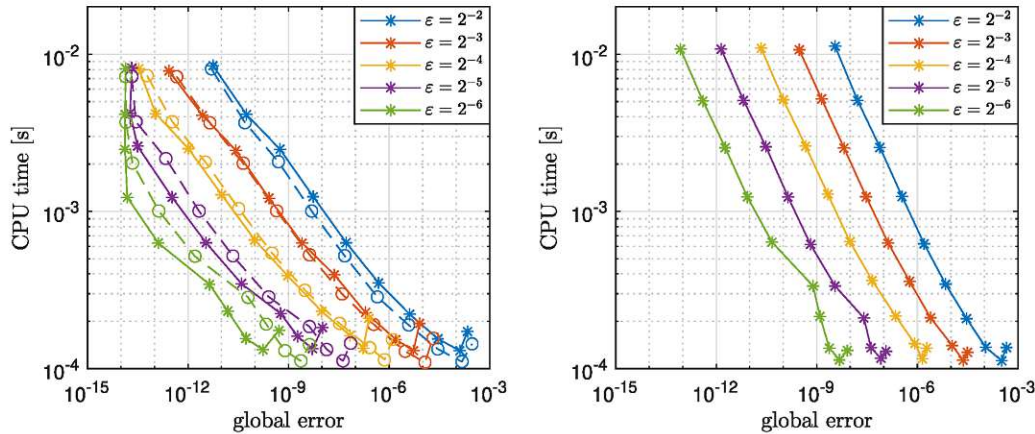 10^{-2}
10^{-3}
10^{-4}
CPU time [s]
10^{-15}
10^{-12}
10^{-9}
10^{-6}
10^{-3}
global error
ε = 2^{-2}
ε = 2^{-3}
ε = 2^{-4}
ε = 2^{-5}
ε = 2^{-6}
10^{-2}
10^{-3}
10^{-4}
CPU time [s]
10^{-15}
10^{-12}
10^{-9}
10^{-6}
10^{-3}
global error
ε = 2^{-2}
ε = 2^{-3}
ε = 2^{-4}
ε = 2^{-5}
ε = 2^{-6}